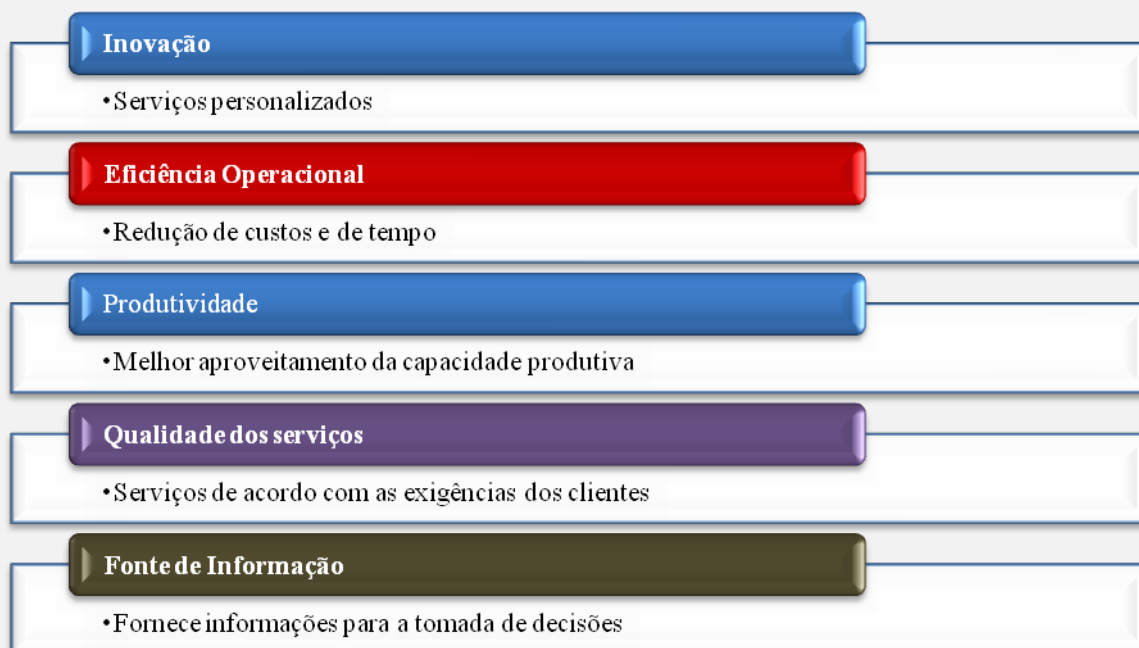 Inovação
•Serviços personalizados
Eficiência Operacional
•Redução de custos e de tempo
Produtividade
•Melhor aproveitamento da capacidade produtiva
Qualidade dos serviços
•Serviços de acordo com as exigências dos clientes
Fonte de Informação
•Fornece informações para a tomada de decisões